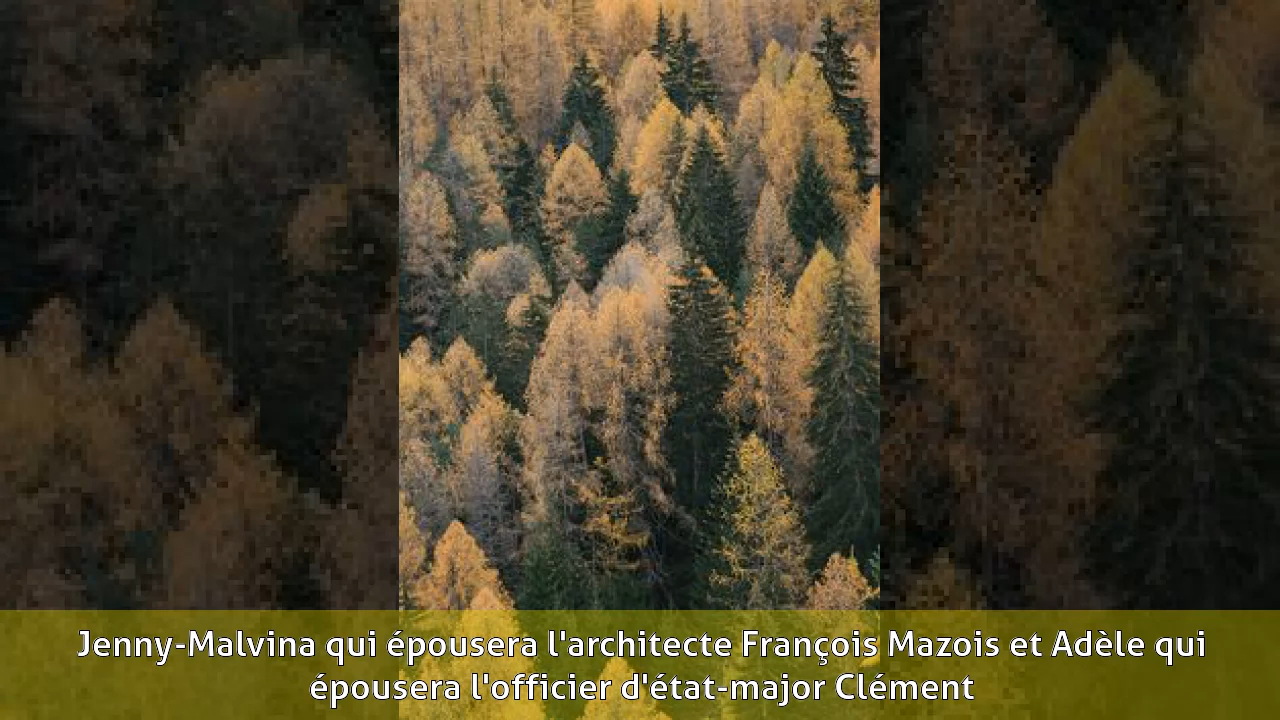 Jenny-Malvina qui épousera l'architecte François Mazois et Adèle qui
épousera l'officier d'état-major Clément